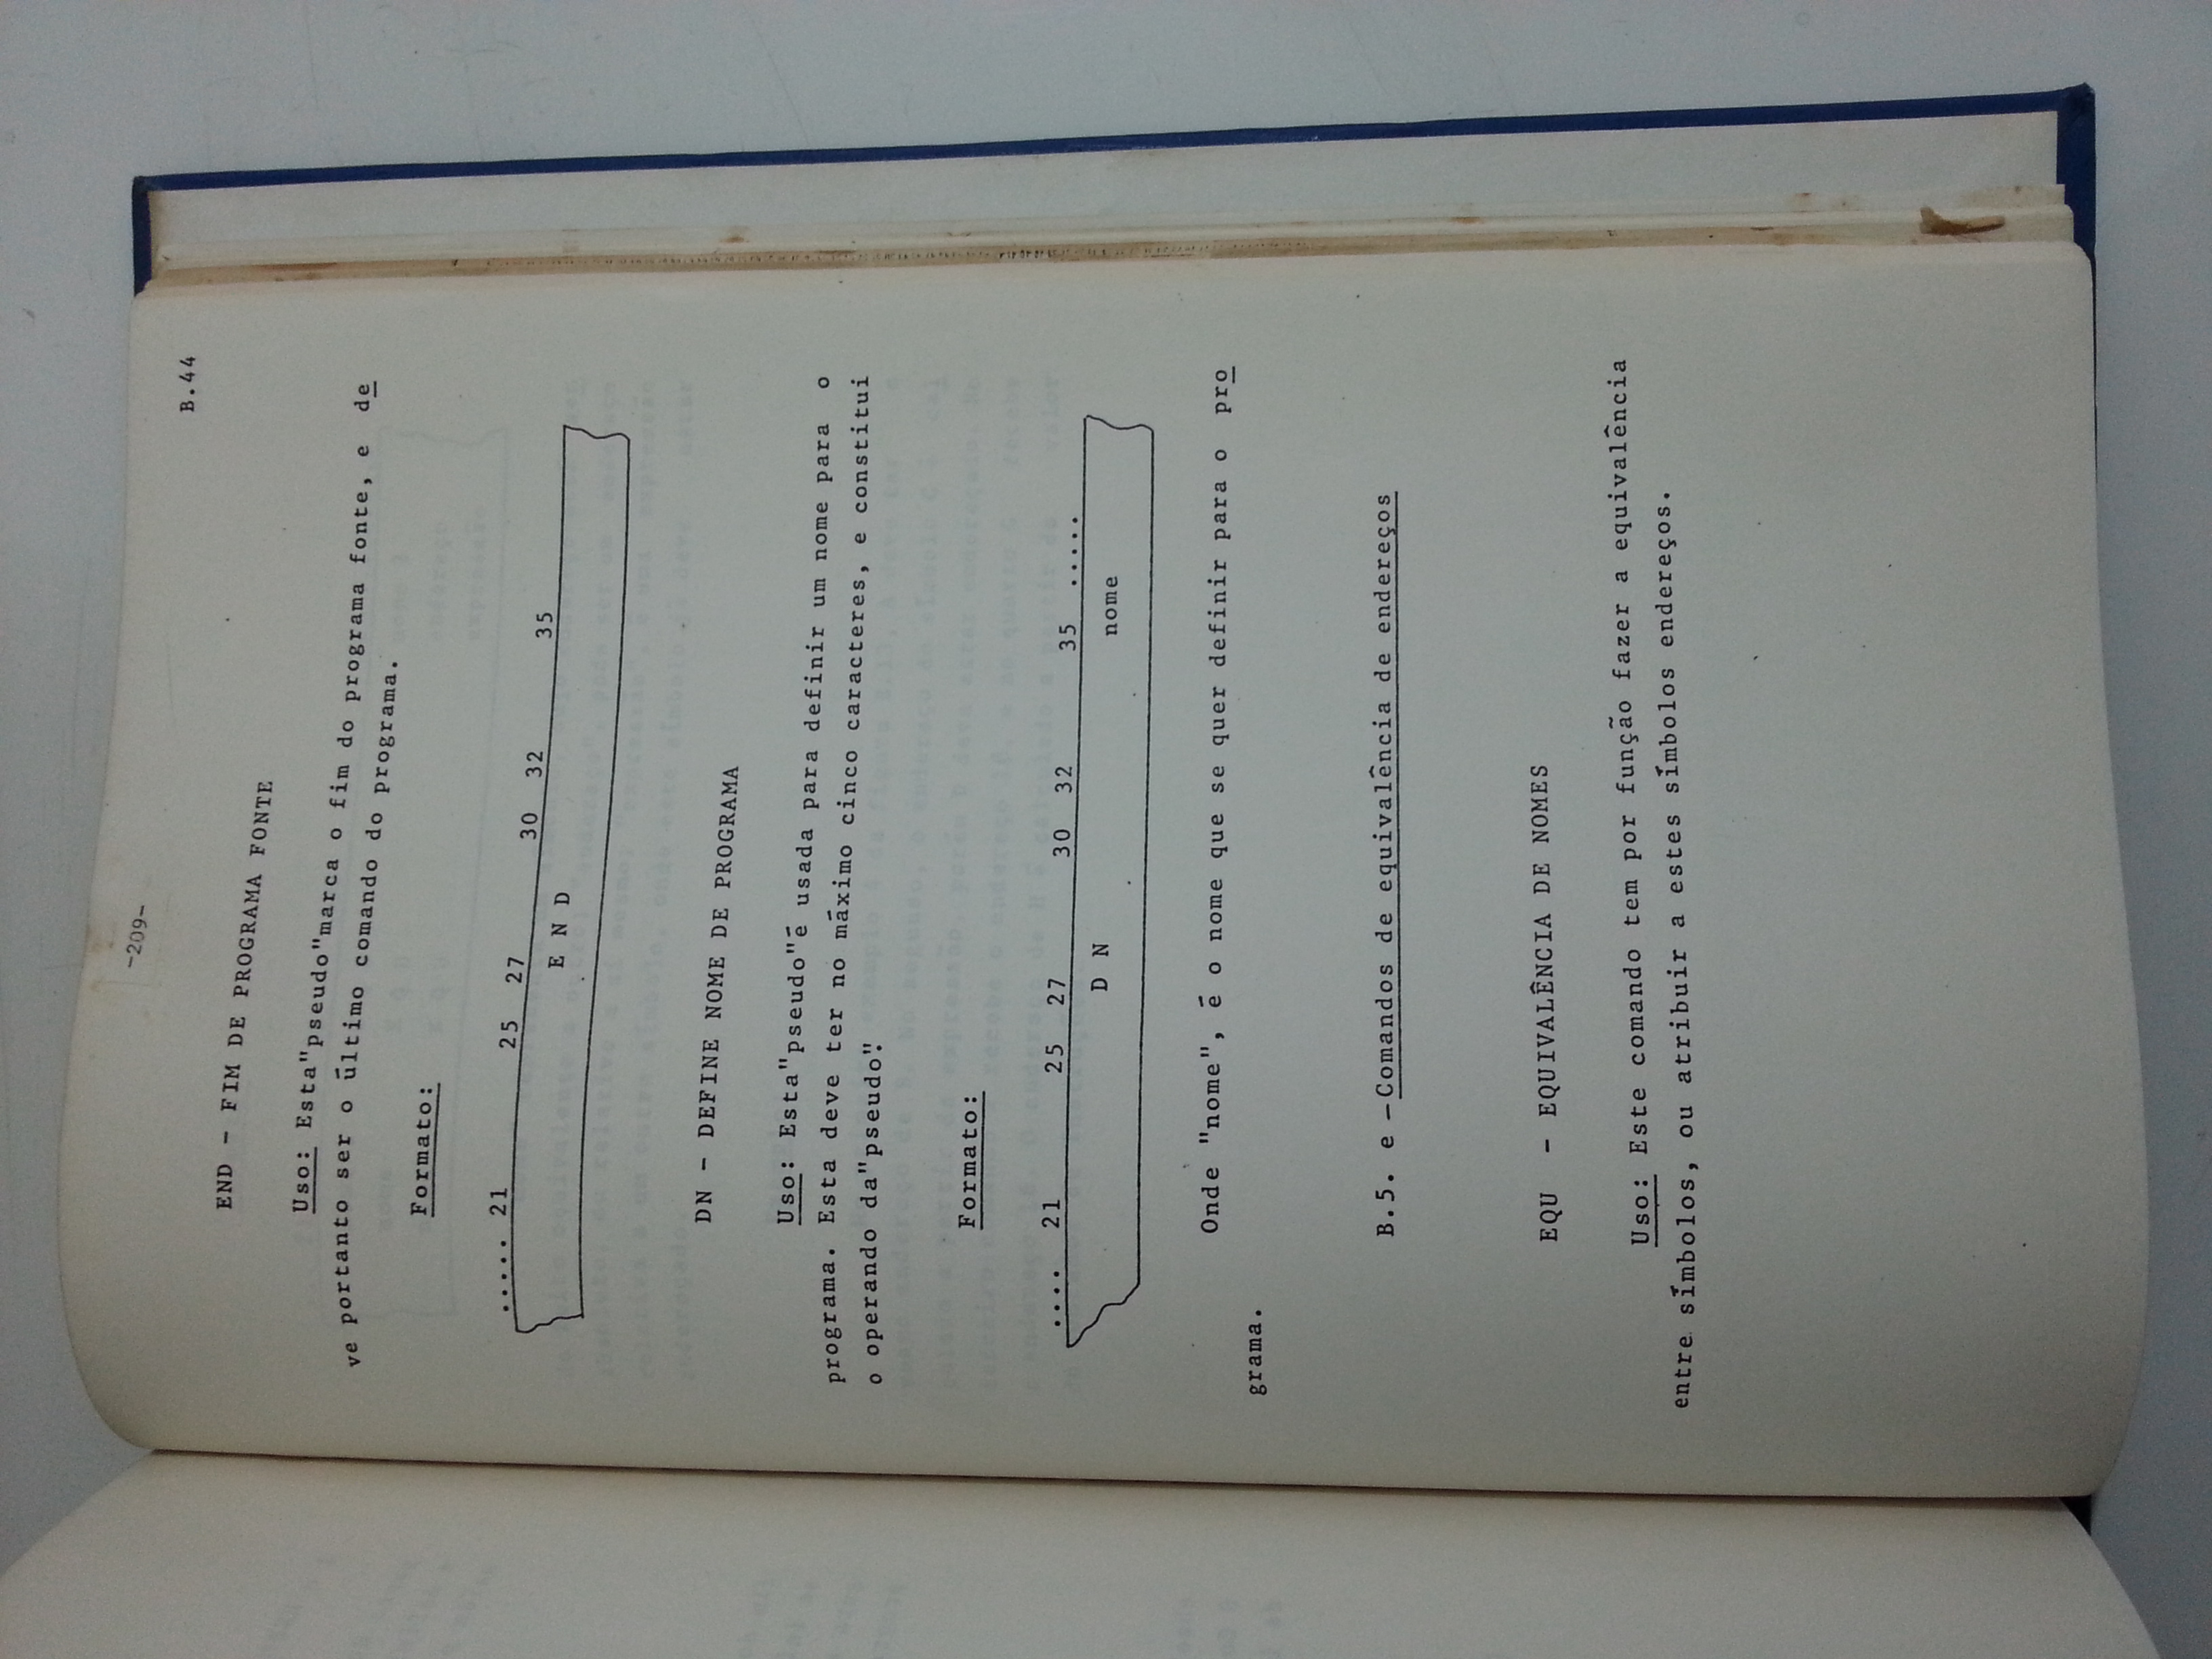 -209-
B.44
END - FIM DE PROGRAMA FONTE
Uso: Esta"pseudo"marca o fim do programa fonte, e de
ve portanto ser o último comando do programa.
Formato:
..... 21 25 27 30 32 35
E N D
DN - DEFINE NOME DE PROGRAMA
Uso: Esta"pseudo"é usada para definir um nome para o
programa. Esta deve ter no máximo cinco caracteres, e constitui
o operando da"pseudo".
Formato:
.... 21 25 27 30 32 35 .....
D N nome
Onde "nome", é o nome que se quer definir para o pro
grama.
B.5. e - Comandos de equivalência de endereços
EQU - EQUIVALÊNCIA DE NOMES
Uso: Este comando tem por função fazer a equivalência
entre símbolos, ou atribuir a estes símbolos endereços.